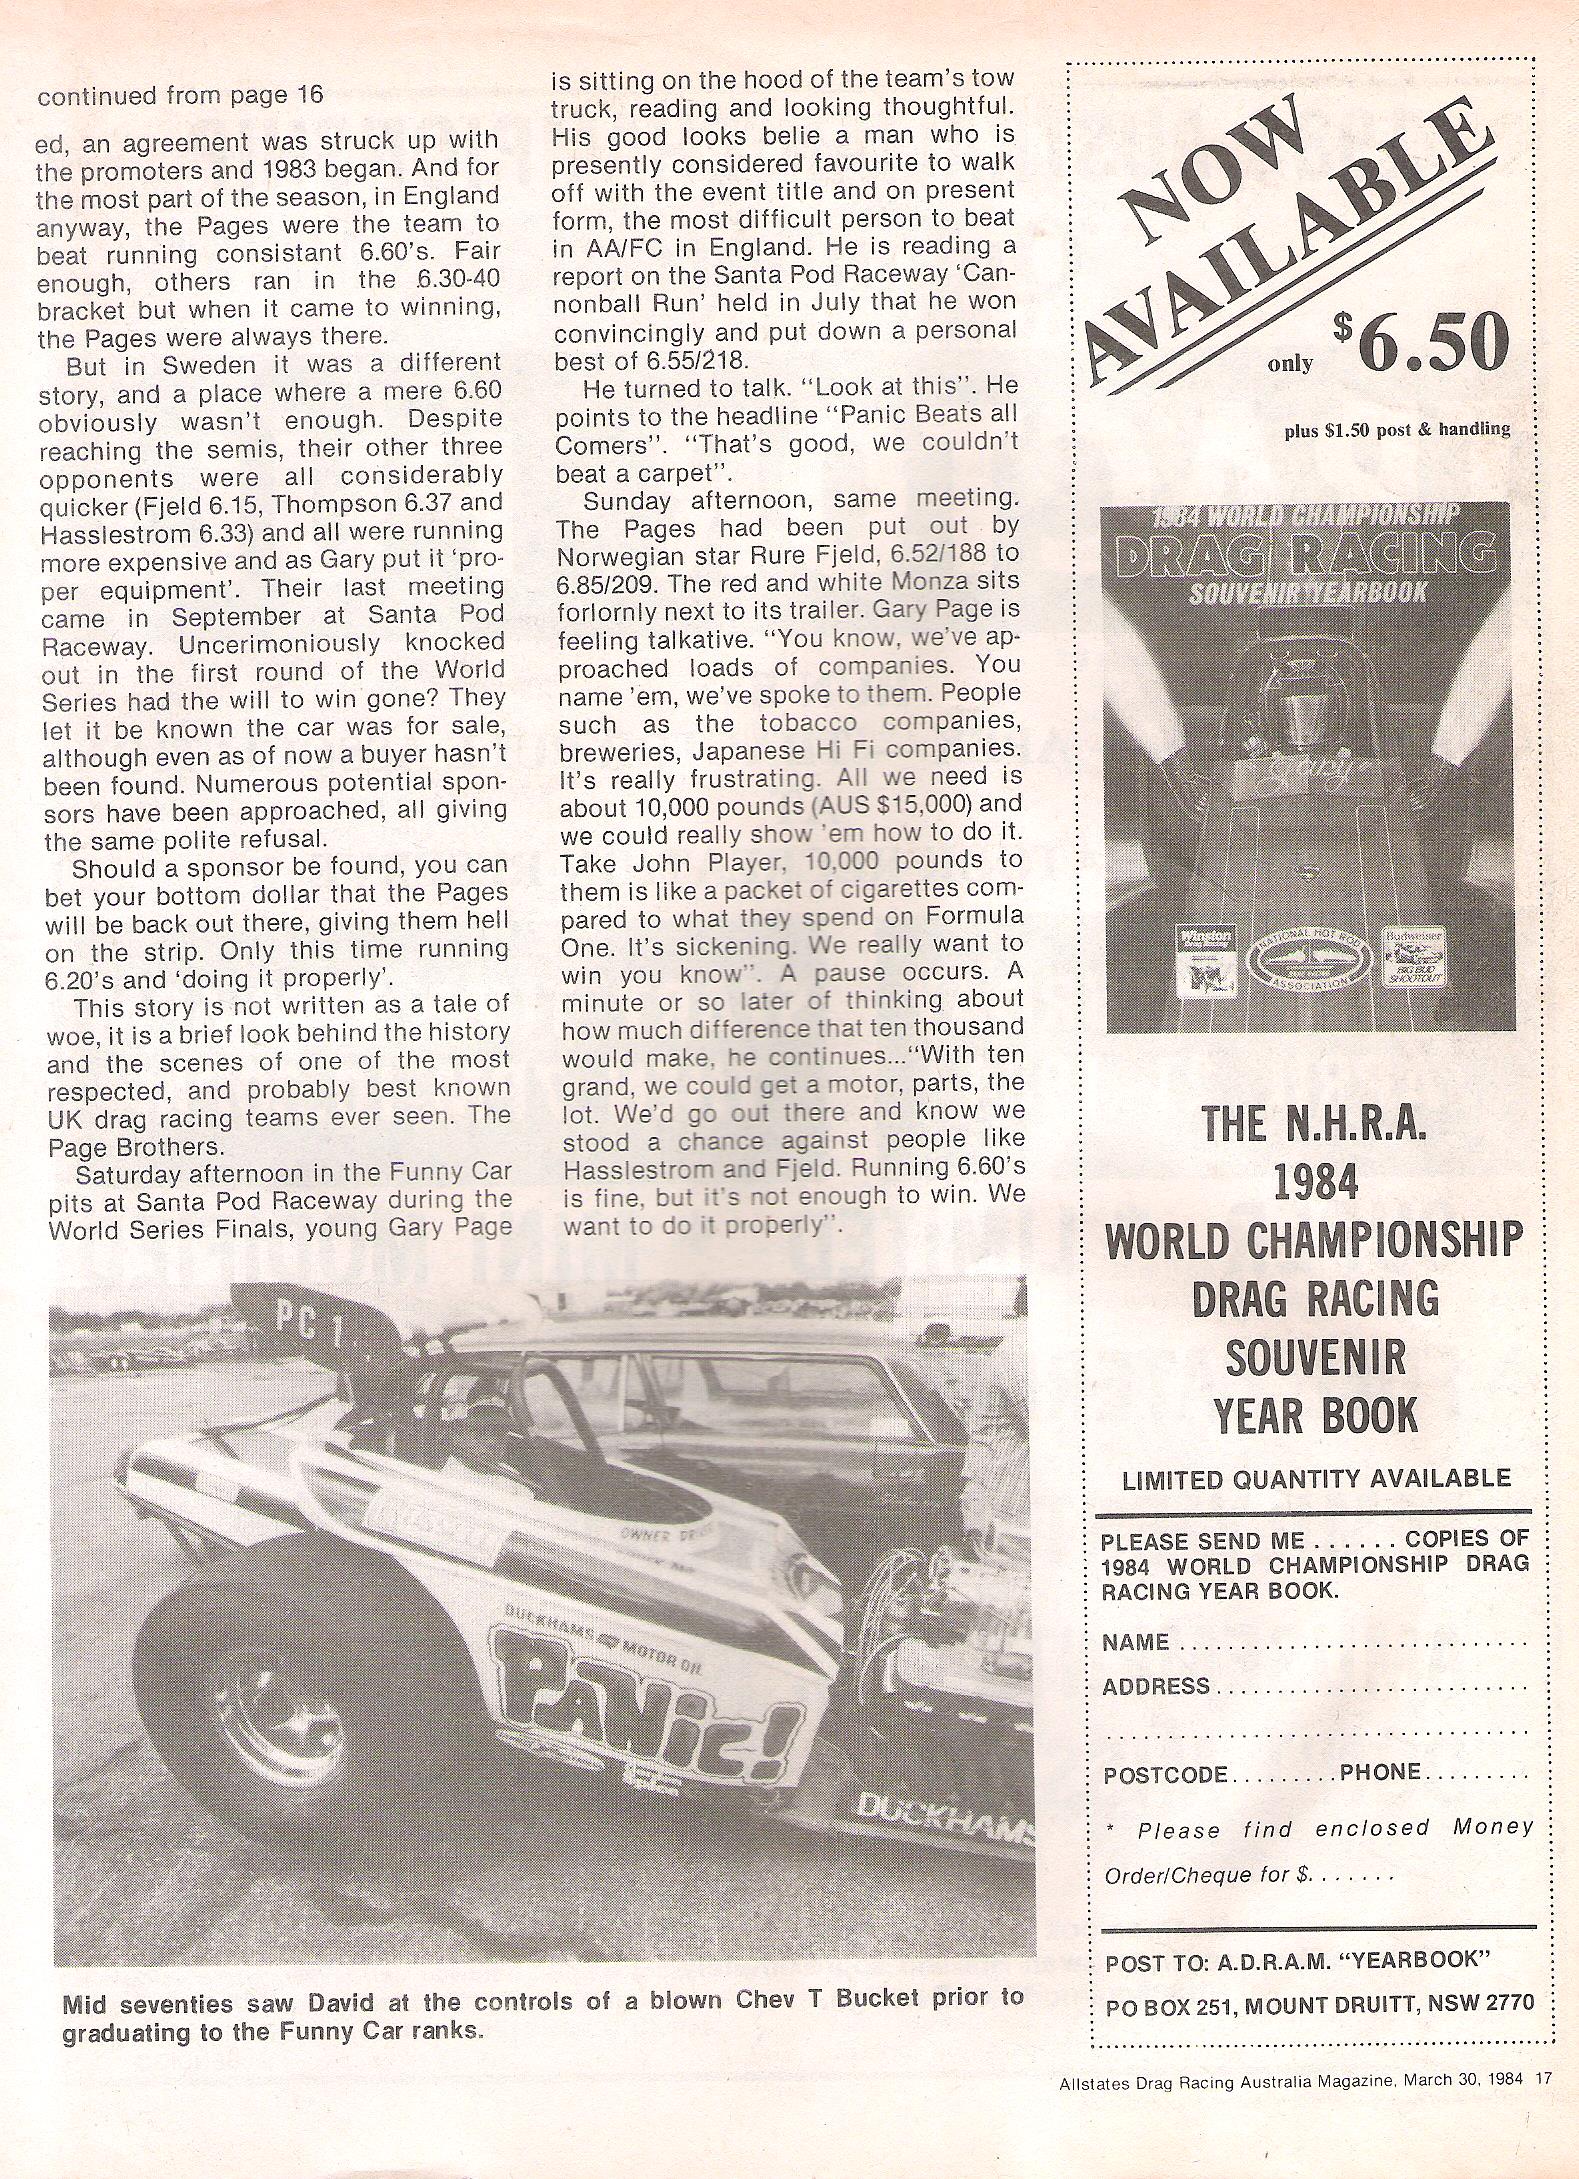 continued from page 16
ed, an agreement was struck up with
the promoters and 1983 began. And for
the most part of the season, in England
anyway, the Pages were the team to
beat running consistant 6.60's. Fair
enough, others ran in the 6.30-40
bracket but when it came to winning,
the Pages were always there.
But in Sweden it was a different
story, and a place where a mere 6.60
obviously wasn't enough. Despite
reaching the semis, their other three
opponents were all considerably
quicker (Fjeld 6.15, Thompson 6.37 and
Hasslestrom 6.33) and all were running
more expensive and as Gary put it 'pro-
per equipment'. Their last meeting
came in September at Santa Pod
Raceway. Uncerimoniously knocked
out in the first round of the World
Series had the will to win gone? They
let it be known the car was for sale,
although even as of now a buyer hasn't
been found. Numerous potential spon-
sors have been approached, all giving
the same polite refusal.
Should a sponsor be found, you can
bet your bottom dollar that the Pages
will be back out there, giving them hell
on the strip. Only this time running
6.20's and 'doing it properly'.
This story is not written as a tale of
woe, it is a brief look behind the history
and the scenes of one of the most
respected, and probably best known
UK drag racing teams ever seen. The
Page Brothers.
Saturday afternoon in the Funny Car
pits at Santa Pod Raceway during the
World Series Finals, young Gary Page
is sitting on the hood of the team's tow
truck, reading and looking thoughtful.
His good looks belie a man who is
presently considered favourite to walk
off with the event title and on present
form, the most difficult person to beat
in AA/FC in England. He is reading a
report on the Santa Pod Raceway 'Can-
nonball Run' held in July that he won
convincingly and put down a personal
best of 6.55/218.
He turned to talk. "Look at this". He
points to the headline "Panic Beats all
Comers". "That's good, we couldn't
beat a carpet".
Sunday afternoon, same meeting.
The Pages had been put out by
Norwegian star Rure Fjeld, 6.52/188 to
6.85/209. The red and white Monza sits
forlornly next to its trailer. Gary Page is
feeling talkative. "You know, we've ap-
proached loads of companies. You
name 'em, we've spoke to them. People
such as the tobacco companies,
breweries, Japanese Hi Fi companies.
It's really frustrating. All we need is
about 10,000 pounds (AUS $15,000) and
we could really show 'em how to do it.
Take John Player, 10,000 pounds to
them is like a packet of cigarettes com-
pared to what they spend on Formula
One. It's sickening. We really want to
win you know". A pause occurs. A
minute or so later of thinking about
how much difference that ten thousand
would make, he continues..."With ten
grand, we could get a motor, parts, the
lot. We'd go out there and know we
stood a chance against people like
Hasslestrom and Fjeld. Running 6.60's
is fine, but it's not enough to win. We
want to do it properly".
PC 1
OWNER
DUCKHAMS MOTOR OIL
PANic!
DUCKHAMS
Mid seventies saw David at the controls of a blown Chev T Bucket prior to
graduating to the Funny Car ranks.
NOW
AVAILABLE
only $6.50
plus $1.50 post & handling
1984 WORLD CHAMPIONSHIP
DRAG RACING
SOUVENIR YEARBOOK
Winston
NATIONAL HOT ROD
ASSOCIATION
Budweiser
BIG BUD
SHOOTOUT
THE N.H.R.A.
1984
WORLD CHAMPIONSHIP
DRAG RACING
SOUVENIR
YEAR BOOK
LIMITED QUANTITY AVAILABLE
PLEASE SEND ME ...... COPIES OF
1984 WORLD CHAMPIONSHIP DRAG
RACING YEAR BOOK.
NAME ............................
ADDRESS .........................
..................................
POSTCODE.........PHONE.........
* Please find enclosed Money
Order/Cheque for $.......
POST TO: A.D.R.A.M. "YEARBOOK"
PO BOX 251, MOUNT DRUITT, NSW 2770
Allstates Drag Racing Australia Magazine, March 30, 1984 17